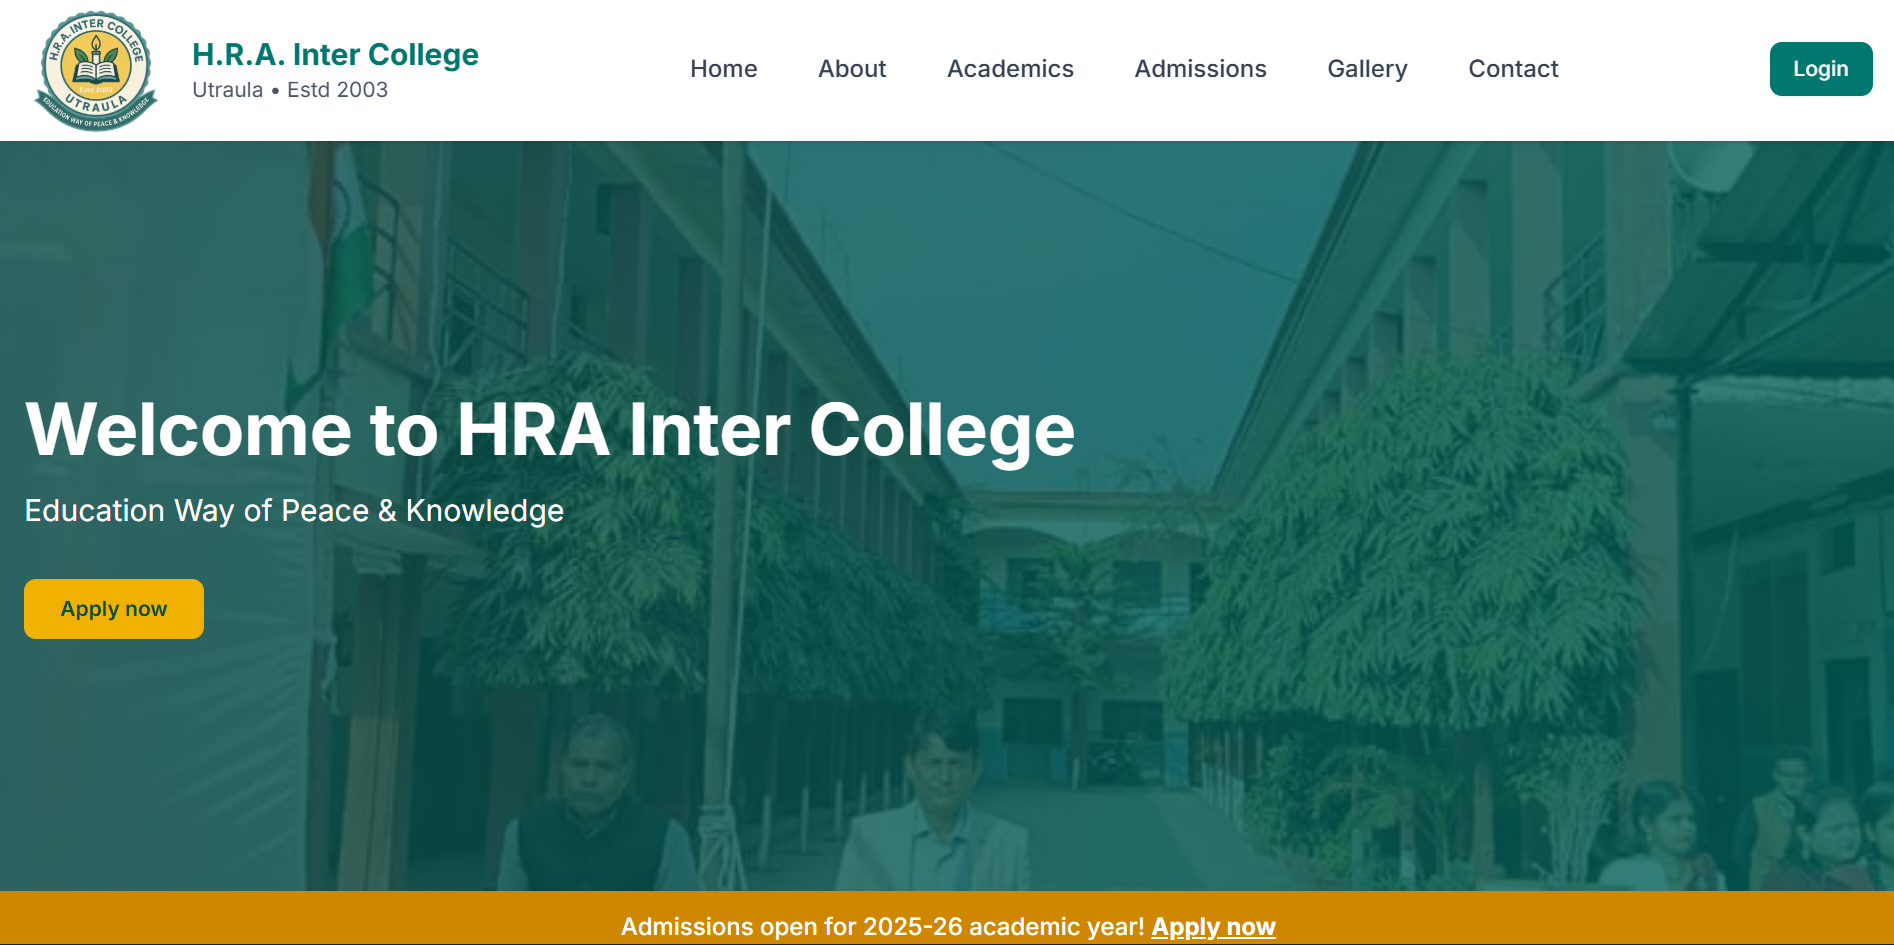 H.R.A. INTER COLLEGE
Estd 2003
UTRAULA
EDUCATION WAY OF PEACE & KNOWLEDGE
H.R.A. Inter College
Utraula • Estd 2003
Home About Academics Admissions Gallery Contact
Login
Welcome to HRA Inter College
Education Way of Peace & Knowledge
Apply now
Admissions open for 2025-26 academic year! Apply now